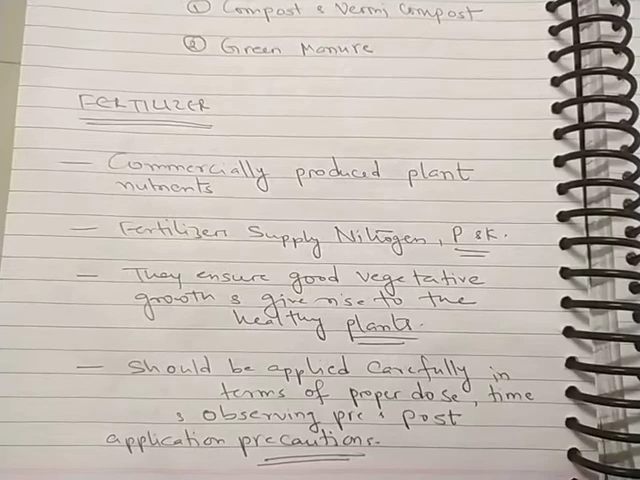 ① Compost & Vermi Compost
② Green Manure
FERTILIZER
— Commercially produced plant
nutrients
— Fertilizers Supply Nitrogen, P & K.
— They ensure good vegetative
growth & give rise to the
healthy plants.
— Should be applied Carefully in
terms of proper dose, time
& observing pre & Post
application precautions.